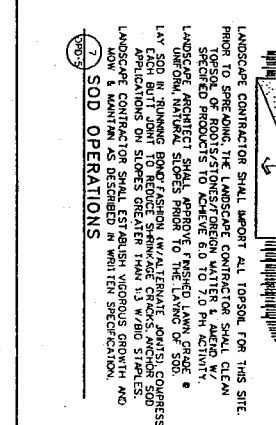 LANDSCAPE CONTRACTOR SHALL IMPORT ALL TOPSOIL FOR THIS SITE.
PRIOR TO SPREADING, THE LANDSCAPE CONTRACTOR SHALL CLEAN
TOPSOIL OF ROOTS/STONES/FOREIGN MATTER & AMEND W/
SPECIFIED PRODUCTS TO ACHIEVE 6.0 TO 7.0 PH ACTIVITY.
LANDSCAPE ARCHITECT SHALL APPROVE FINISHED LAWN GRADE @
UNIFORM, NATURAL SLOPES PRIOR TO THE LAYING OF SOD.
LAY SOD IN 'RUNNING BOND' FASHION (W/ALTERNATE JOINTS). COMPRESS
EACH BUTT JOINT TO REDUCE SHRINKAGE CRACKS. ANCHOR SOD
APPLICATIONS ON SLOPES GREATER THAN 1:3 W/BIO STAPLES.
LANDSCAPE CONTRACTOR SHALL ESTABLISH VIGOROUS GROWTH AND
MOW & MAINTAIN AS DESCRIBED IN WRITTEN SPECIFICATION.
7 SOD OPERATIONS
DPD-5